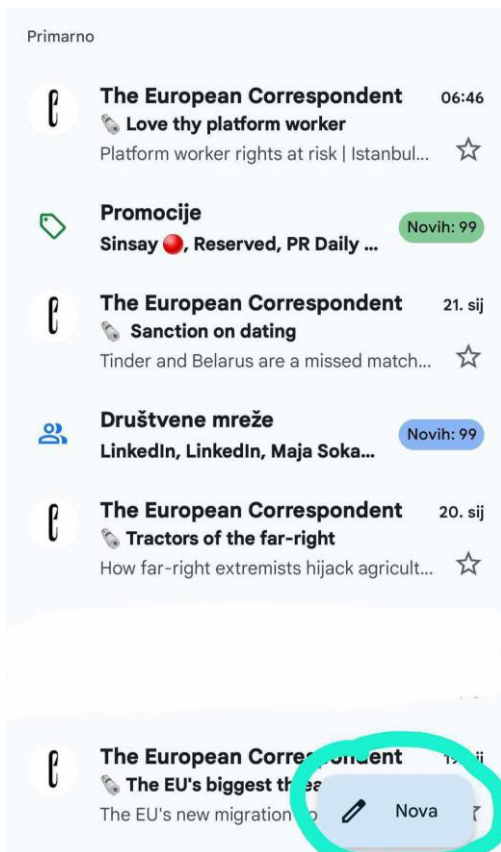 Primarno
The European Correspondent 06:46
🗞️ Love thy platform worker
Platform worker rights at risk | Istanbul...
Promocije
Sinsay 🔴, Reserved, PR Daily ...
Novih: 99
The European Correspondent 21. sij
🗞️ Sanction on dating
Tinder and Belarus are a missed match...
Društvene mreže
LinkedIn, LinkedIn, Maja Soka...
Novih: 99
The European Correspondent 20. sij
🗞️ Tractors of the far-right
How far-right extremists hijack agricult...
The European Correspondent
🗞️ The EU's biggest
The EU's new migration
Nova